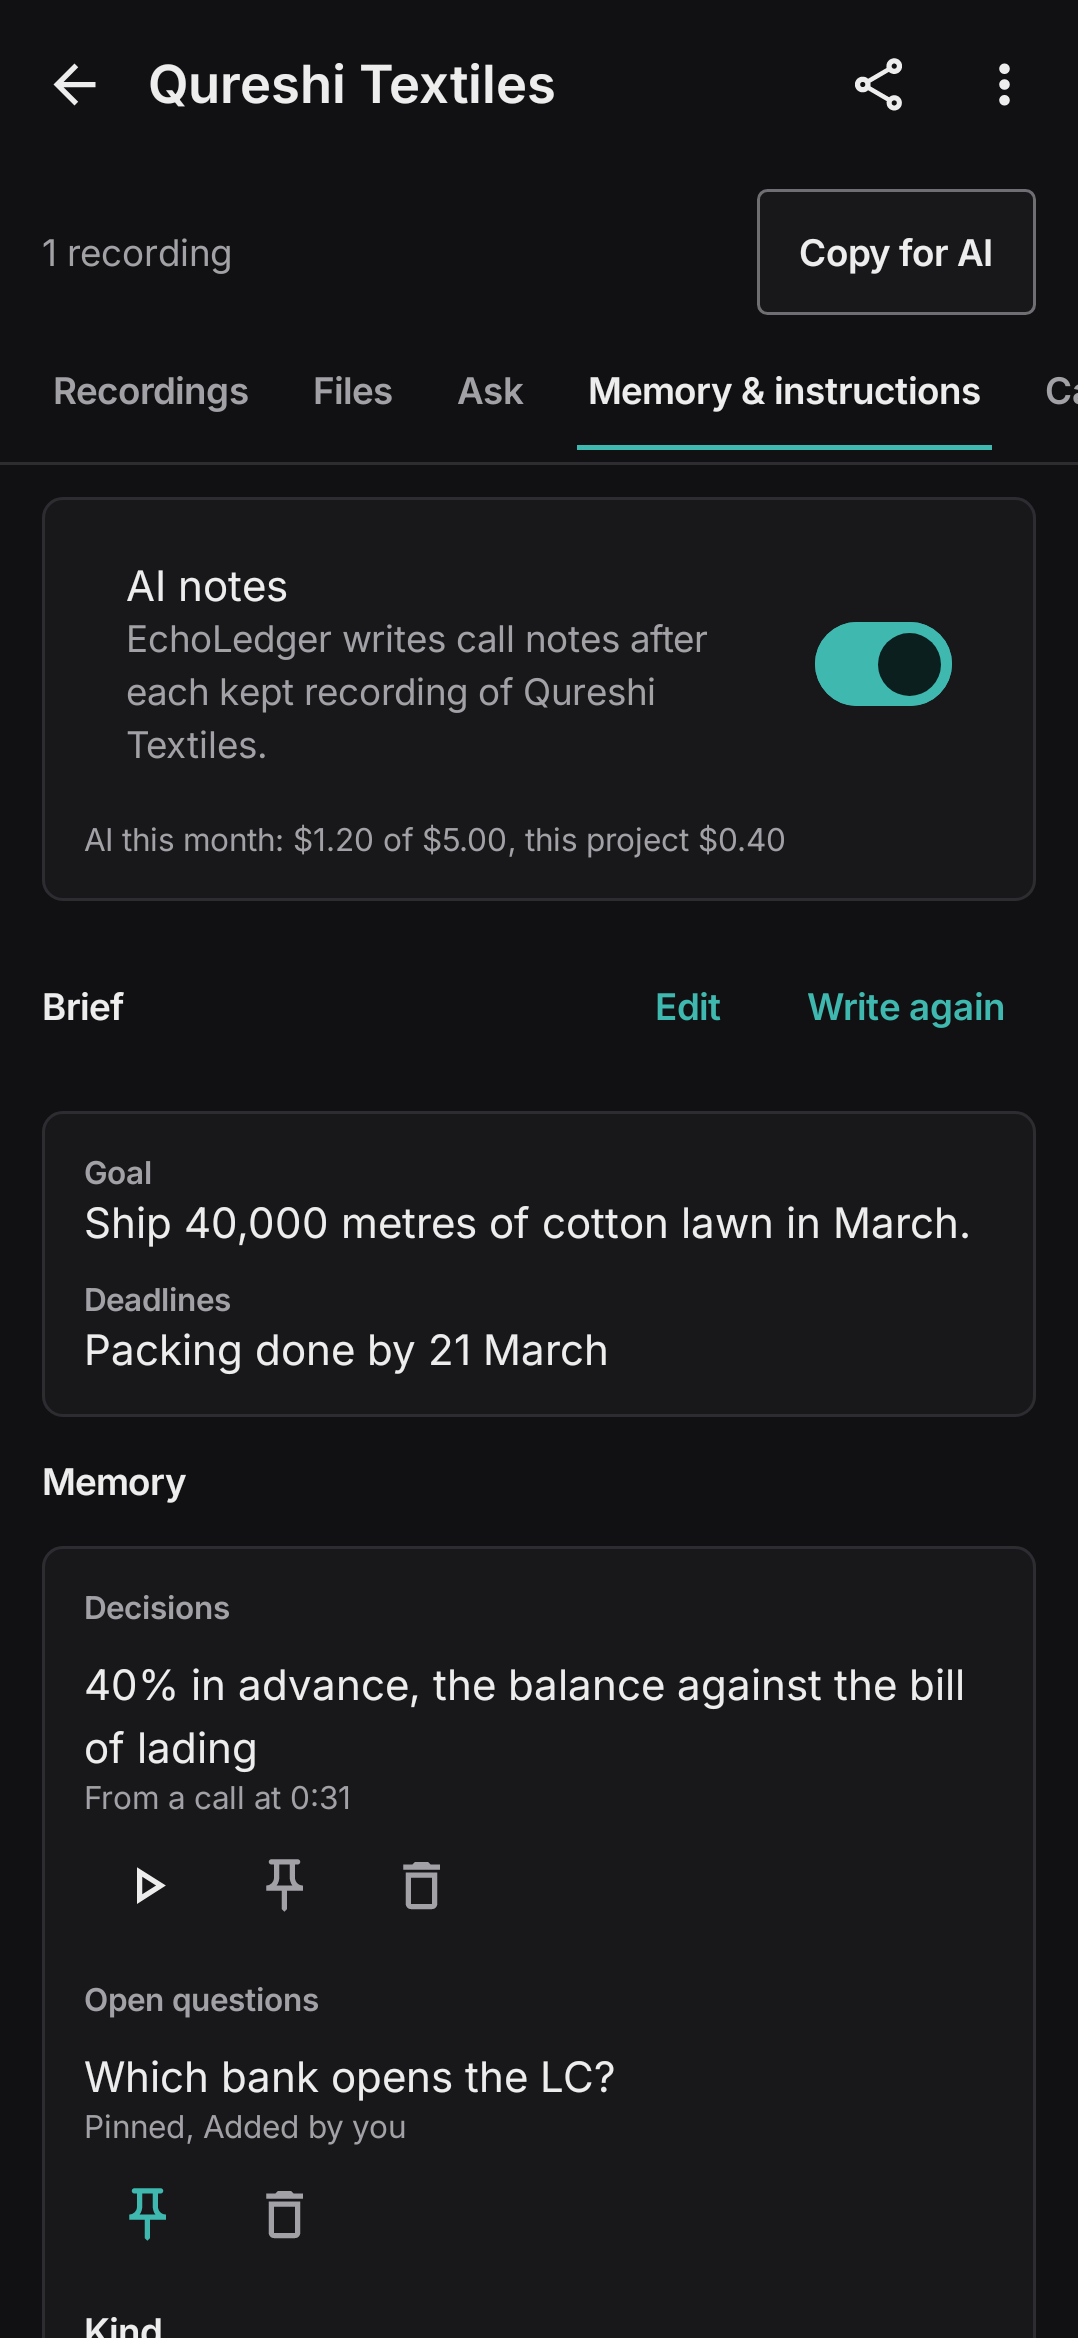 Qureshi Textiles
1 recording
Copy for AI
Recordings Files Ask Memory & instructions
AI notes
EchoLedger writes call notes after
each kept recording of Qureshi
Textiles.
AI this month: $1.20 of $5.00, this project $0.40
Brief Edit Write again
Goal
Ship 40,000 metres of cotton lawn in March.
Deadlines
Packing done by 21 March
Memory
Decisions
40% in advance, the balance against the bill
of lading
From a call at 0:31
Open questions
Which bank opens the LC?
Pinned, Added by you
Kind